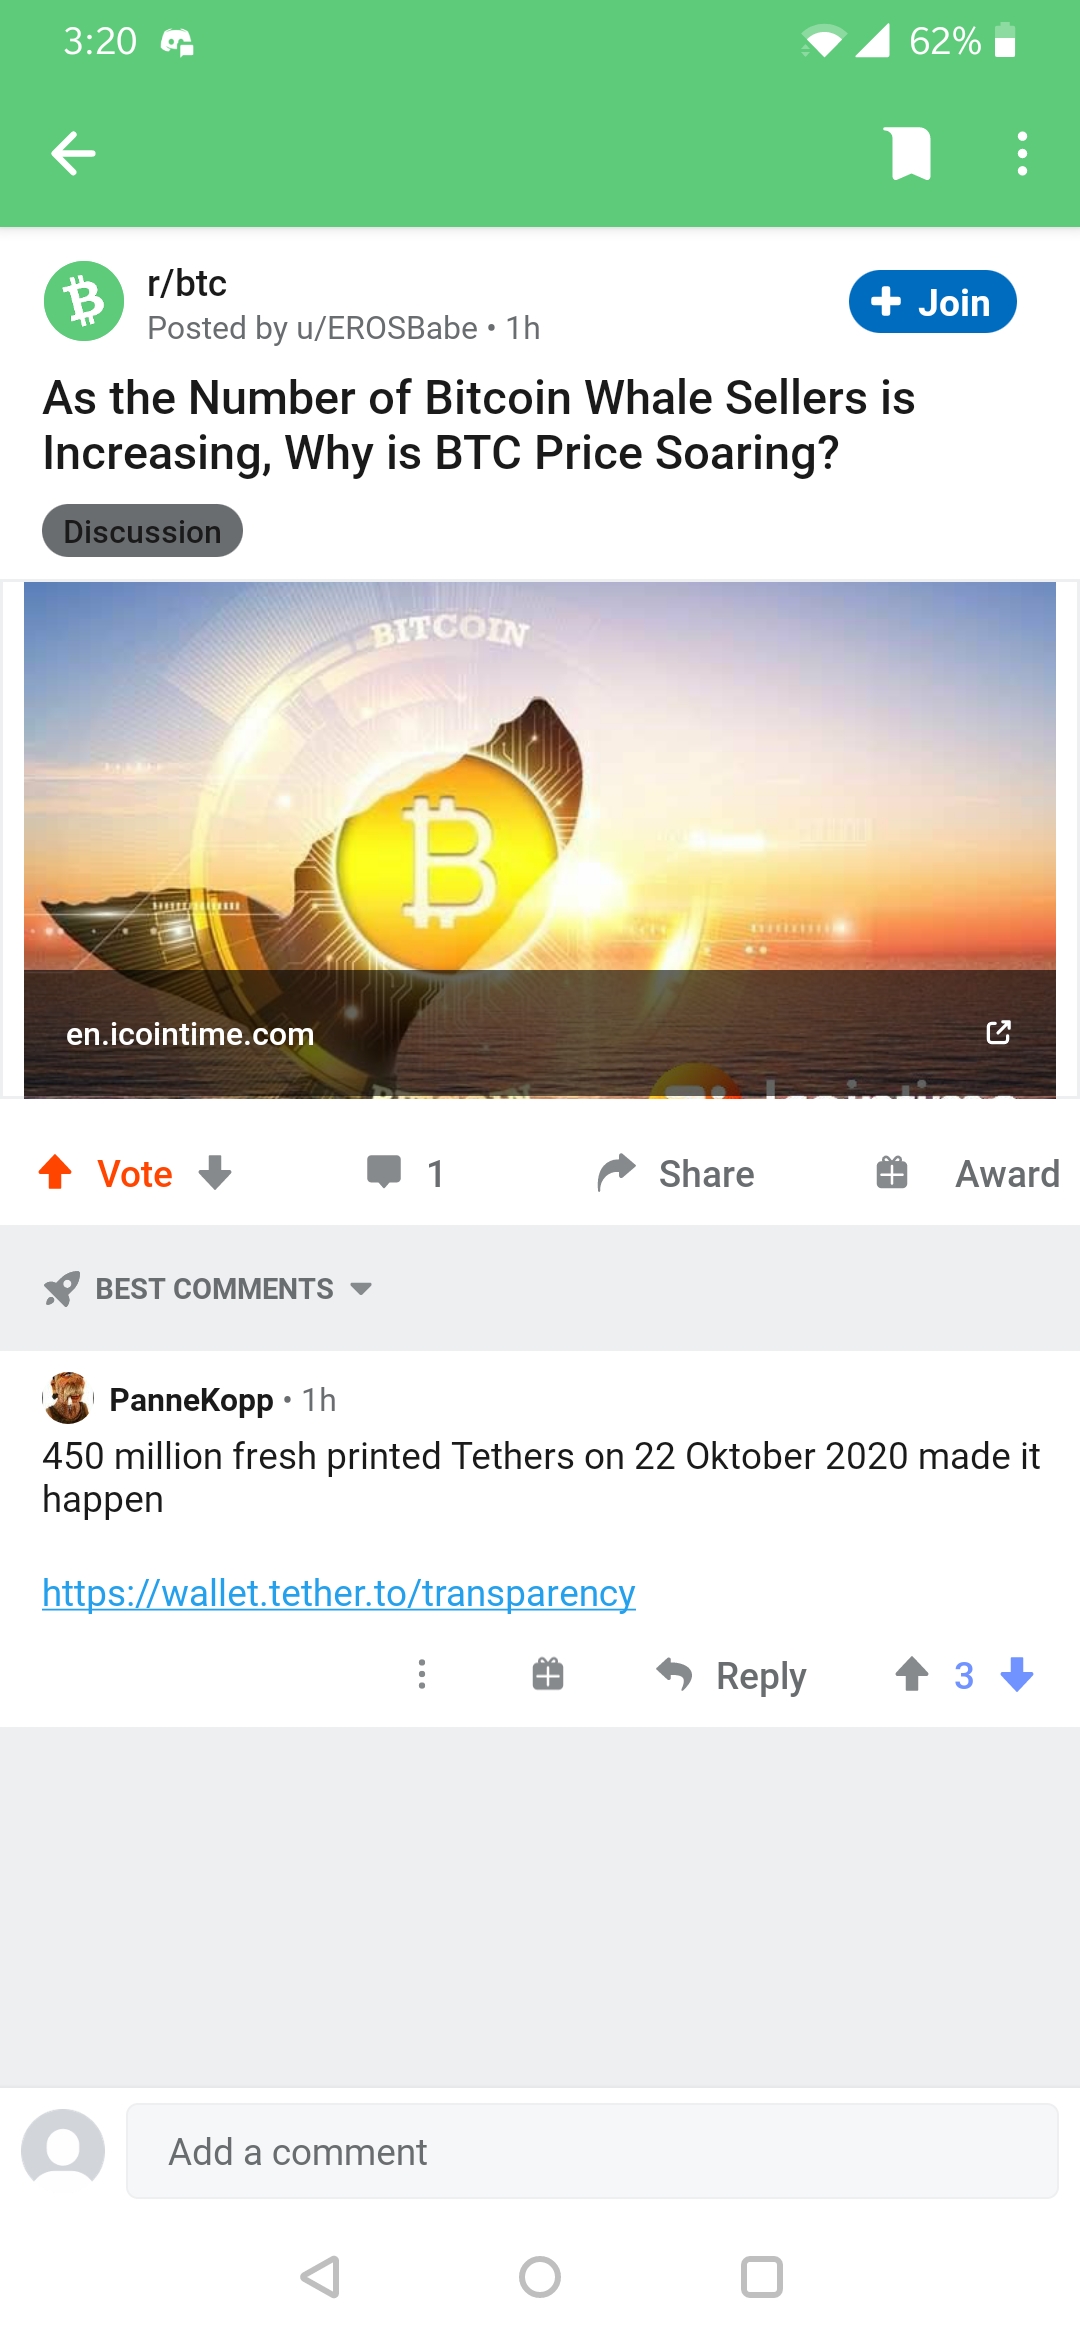 3:20
62%
r/btc
Posted by u/EROSBabe • 1h
Join
As the Number of Bitcoin Whale Sellers is
Increasing, Why is BTC Price Soaring?
Discussion
BITCOIN
en.icointime.com
Vote
1
Share
Award
BEST COMMENTS
PanneKopp • 1h
450 million fresh printed Tethers on 22 Oktober 2020 made it
happen
https://wallet.tether.to/transparency
Reply
3
Add a comment